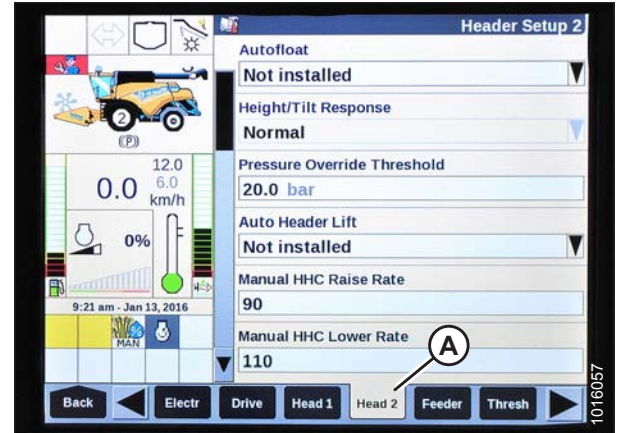 Header Setup 2
Autofloat
Not installed
Height/Tilt Response
Normal
Pressure Override Threshold
20.0 bar
Auto Header Lift
Not installed
Manual HHC Raise Rate
90
Manual HHC Lower Rate
110
2
(P)
12.0
0.0 6.0
km/h
0%
9:21 am - Jan 13, 2016
%
MAN
A
Back Electr Drive Head 1 Head 2 Feeder Thresh
1016057